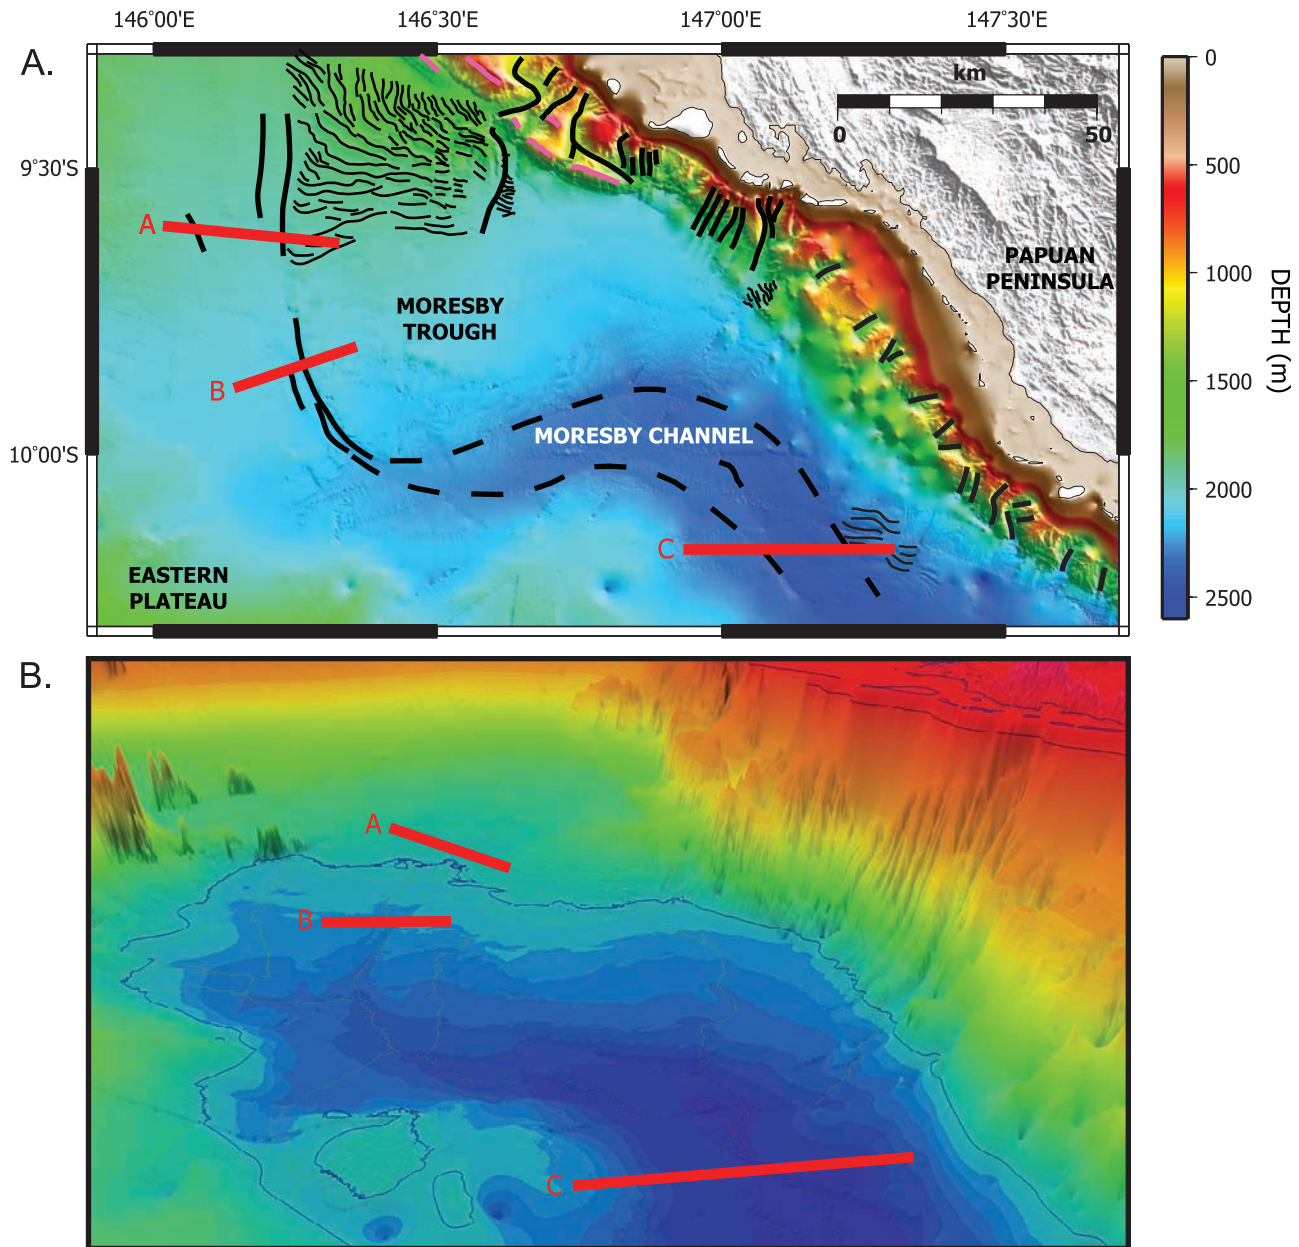 146°00'E
146°30'E
147°00'E
147°30'E
A.
km
0
50
9°30'S
10°00'S
A
B
C
MORESBY
TROUGH
MORESBY CHANNEL
EASTERN
PLATEAU
PAPUAN
PENINSULA
0
500
1000
1500
2000
2500
DEPTH (m)
B.
A
B
C